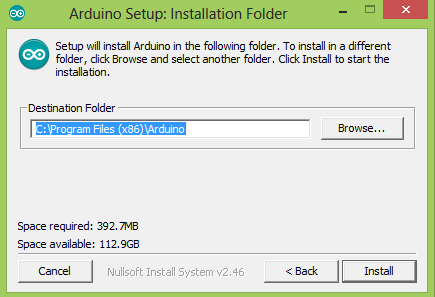 Arduino Setup: Installation Folder
Setup will install Arduino in the following folder. To install in a different
folder, click Browse and select another folder. Click Install to start the
installation.
Destination Folder
C:\Program Files (x86)\Arduino
Browse...
Space required: 392.7MB
Space available: 112.9GB
Cancel
Nullsoft Install System v2.46
< Back
Install